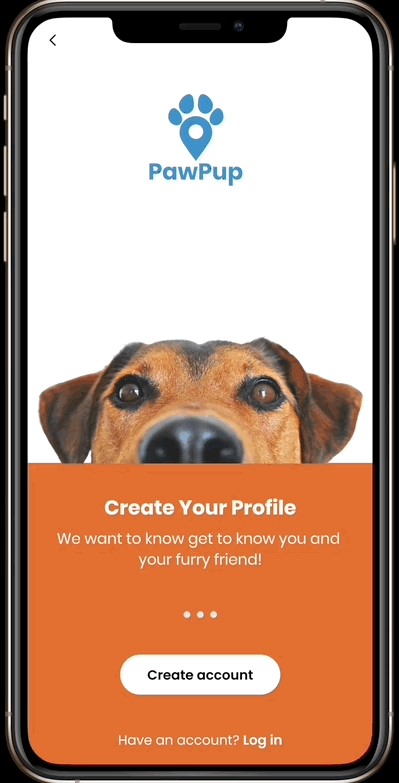 PawPup
Create Your Profile
We want to know get to know you and
your furry friend!
Create account
Have an account? Log in